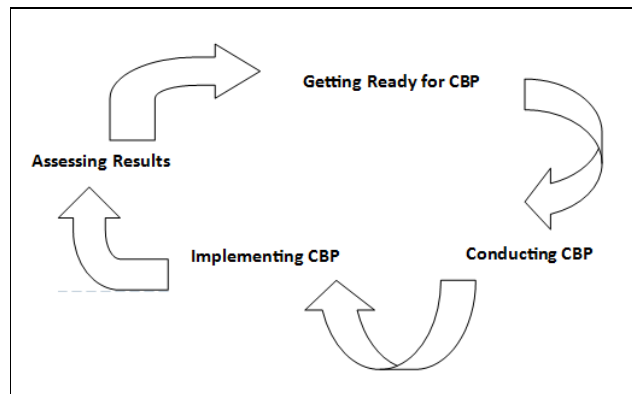 Getting Ready for CBP
Assessing Results
Implementing CBP
Conducting CBP